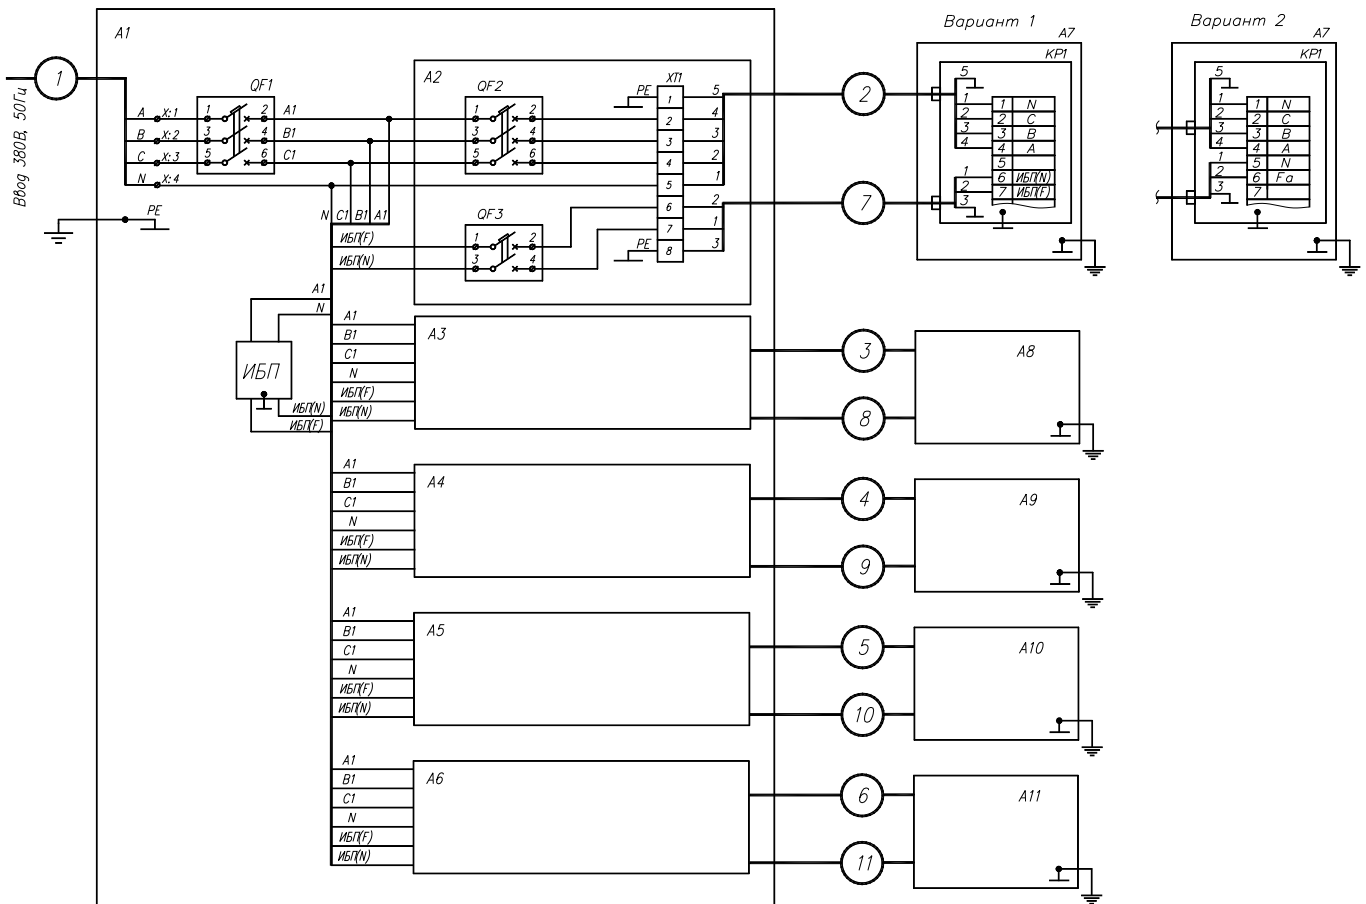 Вариант 1
Вариант 2
A1
A7
A7
KP1
KP1
1
Ввод 380В, 50Гц
QF1
A2
QF2
XT1
PE
1
5
2
A X:1
1
2
A1
1
2
2
4
B X:2
3
4
B1
3
4
3
3
C X:3
5
6
C1
5
6
4
2
N X:4
5
1
PE
N C1 B1 A1
QF3
6
2
7
ИБП(F)
1
2
7
1
ИБП(N)
3
4
PE
8
3
5
1
2
3
4
1 N
2 C
3 B
4 A
5
6 ИБП(N)
7 ИБП(F)
1
2
3
5
1
2
3
4
1 N
2 C
3 B
4 A
5 N
6 Fa
7
1
2
3
A1
N
ИБП
ИБП(N)
ИБП(F)
A1
B1
C1
N
ИБП(F)
ИБП(N)
A3
3
8
A8
A1
B1
C1
N
ИБП(F)
ИБП(N)
A4
4
9
A9
A1
B1
C1
N
ИБП(F)
ИБП(N)
A5
5
10
A10
A1
B1
C1
N
ИБП(F)
ИБП(N)
A6
6
11
A11